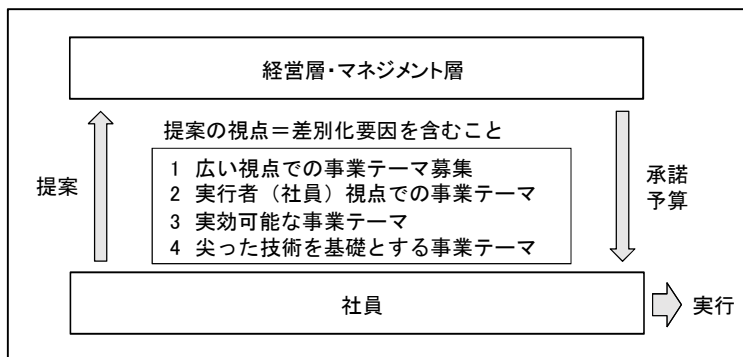 経営層・マネジメント層
提案の視点＝差別化要因を含むこと
1 広い視点での事業テーマ募集
2 実行者（社員）視点での事業テーマ
3 実効可能な事業テーマ
4 尖った技術を基礎とする事業テーマ
提案
承諾
予算
社員
実行